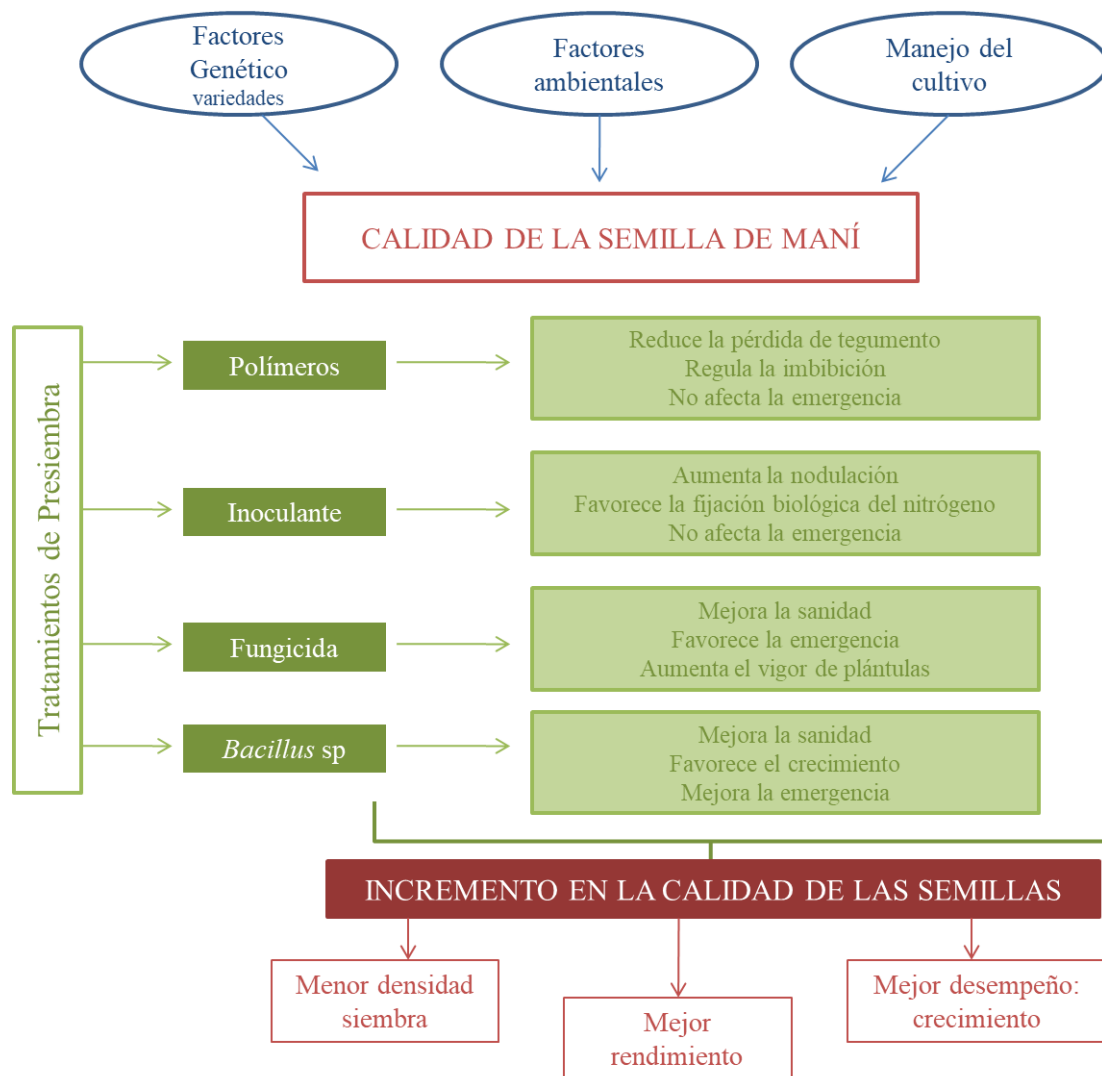 Factores
Genético
variedades
Factores
ambientales
Manejo del
cultivo
CALIDAD DE LA SEMILLA DE MANÍ
Tratamientos de Presiembra
Polímeros
Reduce la pérdida de tegumento
Regula la imbibición
No afecta la emergencia
Inoculante
Aumenta la nodulación
Favorece la fijación biológica del nitrógeno
No afecta la emergencia
Fungicida
Mejora la sanidad
Favorece la emergencia
Aumenta el vigor de plántulas
Bacillus sp
Mejora la sanidad
Favorece el crecimiento
Mejora la emergencia
INCREMENTO EN LA CALIDAD DE LAS SEMILLAS
Menor densidad
siembra
Mejor
rendimiento
Mejor desempeño:
crecimiento